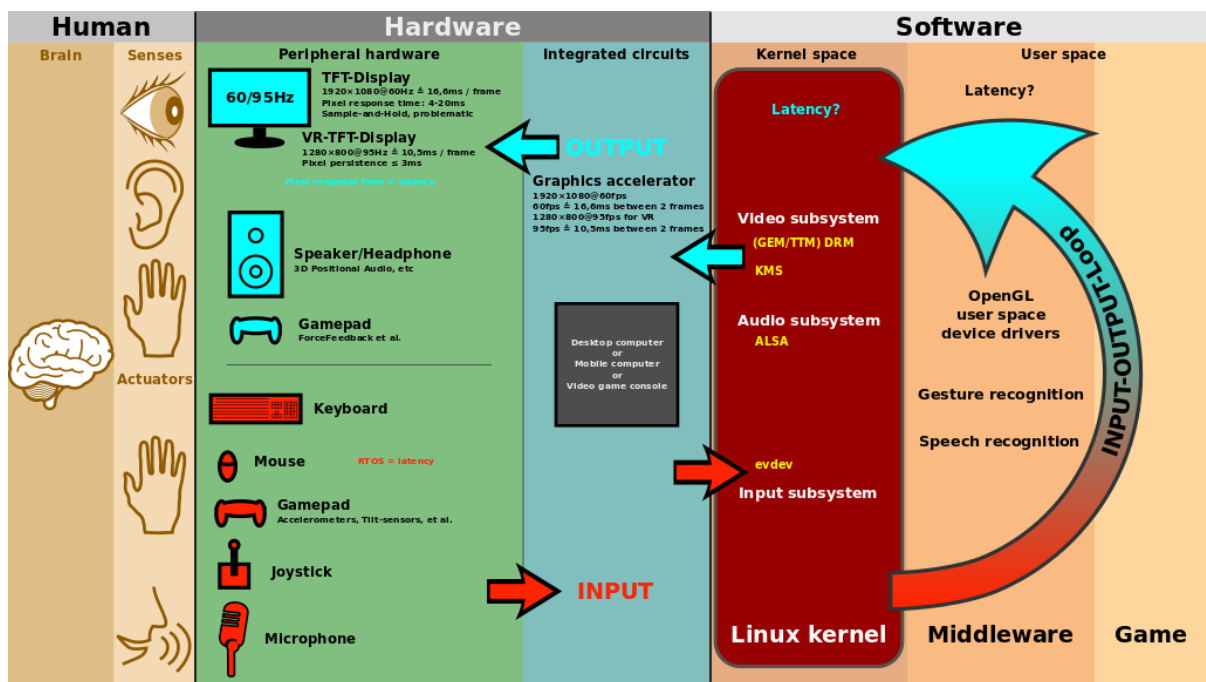 Human
Hardware
Software
Brain
Senses
Peripheral hardware
Integrated circuits
Kernel space
User space
60/95Hz
TFT-Display
1920×1080@60Hz ≙ 16,6ms / frame
Pixel response time: 4-20ms
Sample-and-Hold, problematic
VR-TFT-Display
1280×800@95Hz ≙ 10,5ms / frame
Pixel persistence ≤ 3ms
Pixel response time = latency
Speaker/Headphone
3D Positional Audio, etc
Gamepad
ForceFeedback et al.
Actuators
Keyboard
Mouse
RTOS = latency
Gamepad
Accelerometers, Tilt-sensors, et al.
Joystick
Microphone
OUTPUT
Graphics accelerator
1920×1080@60fps
60fps ≙ 16,6ms between 2 frames
1280×800@95fps for VR
95fps ≙ 10,5ms between 2 frames
Desktop computer
or
Mobile computer
or
Video game console
INPUT
Latency?
Video subsystem
(GEM/TTM) DRM
KMS
Audio subsystem
ALSA
evdev
Input subsystem
Linux kernel
Latency?
OpenGL
user space
device drivers
Gesture recognition
Speech recognition
INPUT-OUTPUT-Loop
Middleware
Game